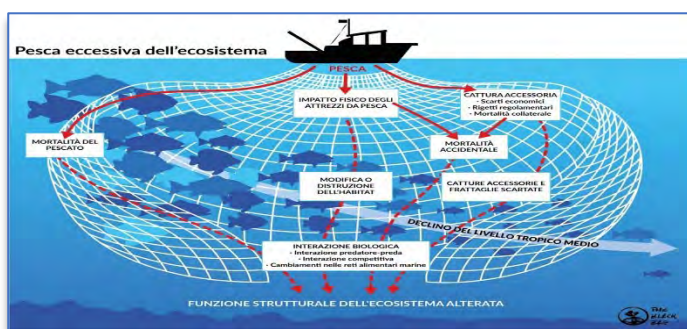 Pesca eccessiva dell'ecosistema
PESCA
IMPATTO FISICO DEGLI
ATTREZZI DA PESCA
CATTURA ACCESSORIA
- Scarti economici
- Rigetti regolamentari
- Mortalità collaterale
MORTALITÀ DEL
PESCATO
MORTALITÀ
ACCIDENTALE
MODIFICA O
DISTRUZIONE
DELL'HABITAT
CATTURE ACCESSORIE E
FRATTAGLIE SCARTATE
DECLINO DEL LIVELLO TROPICO MEDIO
INTERAZIONE BIOLOGICA
- Interazione predatore-preda
- Interazione competitiva
- Cambiamenti nelle reti alimentari marine
FUNZIONE STRUTTURALE DELL'ECOSISTEMA ALTERATA